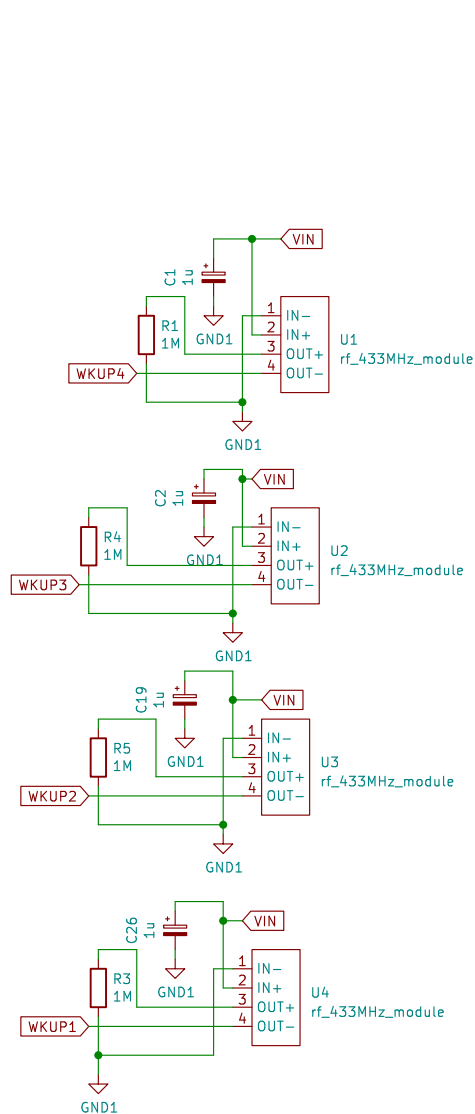 VIN
C1
1u
GND1
1 IN-
2 IN+
3 OUT+
4 OUT-
R1
1M
U1
rf_433MHz_module
WKUP4
GND1
VIN
C2
1u
GND1
1 IN-
2 IN+
3 OUT+
4 OUT-
R4
1M
U2
rf_433MHz_module
WKUP3
GND1
VIN
C19
1u
GND1
1 IN-
2 IN+
3 OUT+
4 OUT-
R5
1M
U3
rf_433MHz_module
WKUP2
GND1
VIN
C26
1u
GND1
1 IN-
2 IN+
3 OUT+
4 OUT-
R3
1M
U4
rf_433MHz_module
WKUP1
GND1